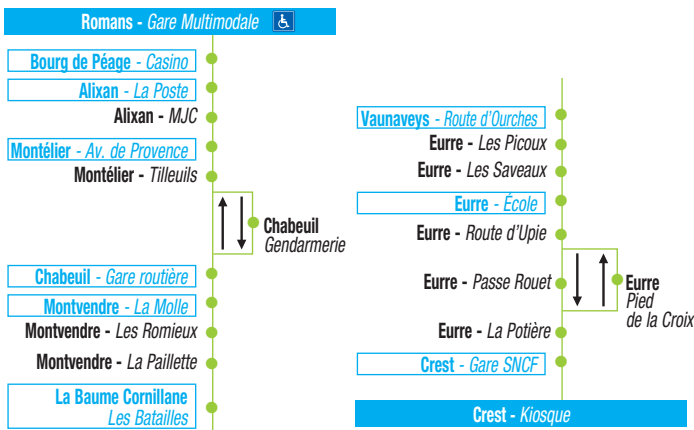 Romans - Gare Multimodale
Bourg de Péage - Casino
Alixan - La Poste
Alixan - MJC
Montélier - Av. de Provence
Montélier - Tilleuls
Chabeuil
Gendarmerie
Chabeuil - Gare routière
Montvendre - La Molle
Montvendre - Les Romieux
Montvendre - La Paillette
La Baume Cornillane
Les Batailles
Vaunaveys - Route d'Ourches
Eurre - Les Picoux
Eurre - Les Saveaux
Eurre - École
Eurre - Route d'Upie
Eurre - Passe Rouet
Eurre
Pied
de la Croix
Eurre - La Potière
Crest - Gare SNCF
Crest - Kiosque